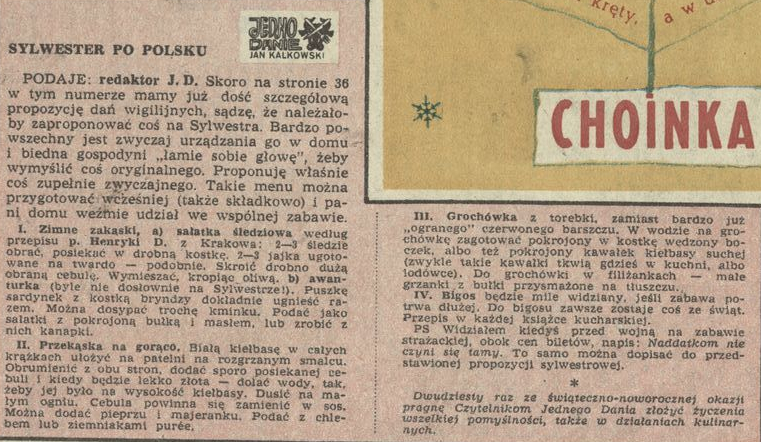 SYLWESTER PO POLSKU
JEDNO
DANIE
JAN KALKOWSKI
PODAJE: redaktor J. D. Skoro na stronie 36
w tym numerze mamy już dość szczegółową
propozycję dań wigilijnych, sądzę, że należało-
by zaproponować coś na Sylwestra. Bardzo po-
wszechny jest zwyczaj urządzania go w domu
i biedna gospodyni „łamie sobie głowę", żeby
wymyślić coś oryginalnego. Proponuję właśnie
coś zupełnie zwyczajnego. Takie menu można
przygotować wcześniej (także składkowo) i pa-
ni domu weźmie udział we wspólnej zabawie.
I. Zimne zakąski, a) sałatka śledziowa według
przepisu p. Henryki D. z Krakowa: 2—3 śledzie
obrać, posiekać w drobną kostkę. 2—3 jajka ugoto-
wane na twardo — podobnie. Skroić drobno dużą
obraną cebulę. Wymieszać, kropiąc oliwą. b) awan-
turka (byle nie dosłownie na Sylwestrze!). Puszkę
sardynek z kostką bryndzy dokładnie ugnieść ra-
zem. Można dosypać trochę kminku. Podać jako
sałatki z pokrojoną bułką i masłem, lub zrobić z
nich kanapki.
II. Przekąska na gorąco. Białą kiełbasę w całych
krążkach ułożyć na patelni na rozgrzanym smalcu.
Obrumienić z obu stron, dodać sporo posiekanej ce-
buli i kiedy będzie lekko złota — dolać wody, tak,
żeby jej było na wysokość kiełbasy. Dusić na ma-
łym ogniu. Cebula powinna się zamienić w sos.
Można dodać pieprzu i majeranku. Podać z chle-
bem lub ziemniakami purée.
kręty, a w d
CHOINKA
III. Grochówka z torebki, zamiast bardzo już
„ogranego" czerwonego barszczu. W wodzie na gro-
chówkę zagotować pokrojony w kostkę wędzony bo-
czek, albo też pokrojony kawałek kiełbasy suchej
(zwykle takie kawałki tkwią gdzieś w kuchni, albo
lodówce). Do grochówki w filiżankach — małe
grzanki z bułki przysmażone na tłuszczu.
IV. Bigos będzie mile widziany, jeśli zabawa po-
trwa dłużej. Do bigosu zawsze zostaje coś ze świąt.
Przepis w każdej książce kucharskiej.
PS Widziałem kiedyś przed wojną na zabawie
strażackiej, obok cen biletów, napis: Naddatkom nie
czyni się tamy. To samo można dopisać do przed-
stawionej propozycji sylwestrowej.
*
Dwudziesty raz ze świąteczno-noworocznej okazji
pragnę Czytelnikom Jednego Dania złożyć życzenia
wszelkiej pomyślności, także w działaniach kulinar-
nych.